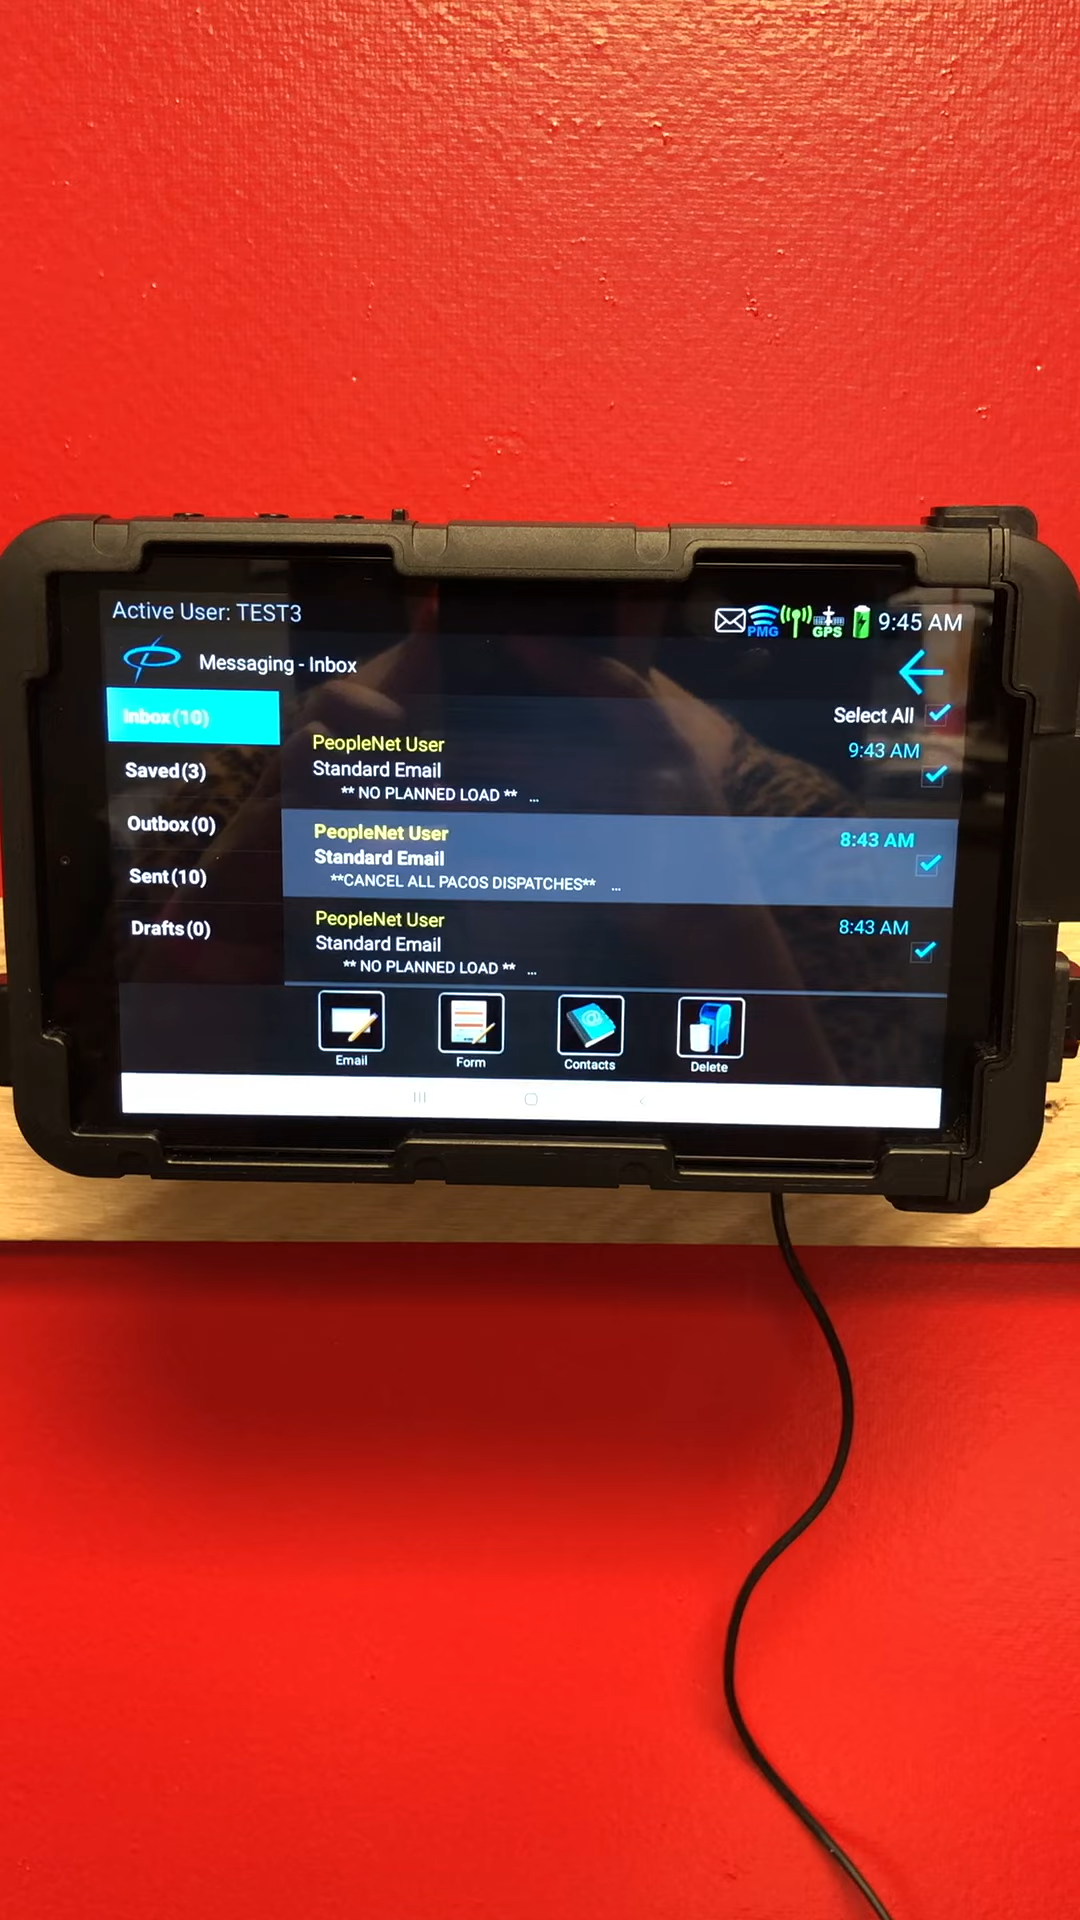 Active User: TEST3
PMG
GPS
9:45 AM
Messaging - Inbox
Inbox (10)
Saved (3)
Outbox (0)
Sent (10)
Drafts (0)
Select All
PeopleNet User
9:43 AM
Standard Email
** NO PLANNED LOAD ** ...
PeopleNet User
8:43 AM
Standard Email
**CANCEL ALL PACOS DISPATCHES** ...
PeopleNet User
8:43 AM
Standard Email
** NO PLANNED LOAD ** ...
Email
Form
Contacts
Delete